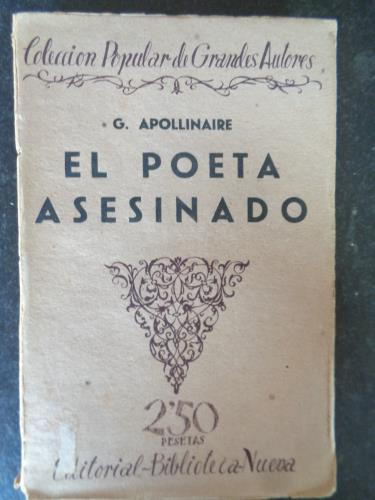 Coleccion Popular de Grandes Autores
G. APOLLINAIRE
EL POETA
ASESINADO
2'50
PESETAS
Editorial-Biblioteca-Nueva